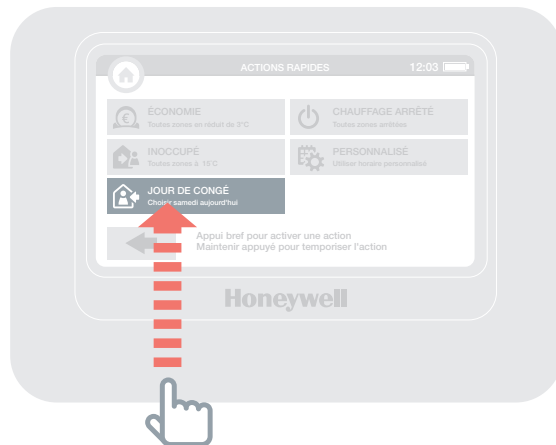 ACTIONS RAPIDES 12:03
ÉCONOMIE
Toutes zones en réduit de 3°C
CHAUFFAGE ARRÊTÉ
Toutes zones arrêtées
INOCCUPÉ
Toutes zones à 15°C
PERSONNALISÉ
Utiliser horaire personnalisé
JOUR DE CONGÉ
Choisir samedi aujourd'hui
Appui bref pour activer une action
Maintenir appuyé pour temporiser l'action
Honeywell